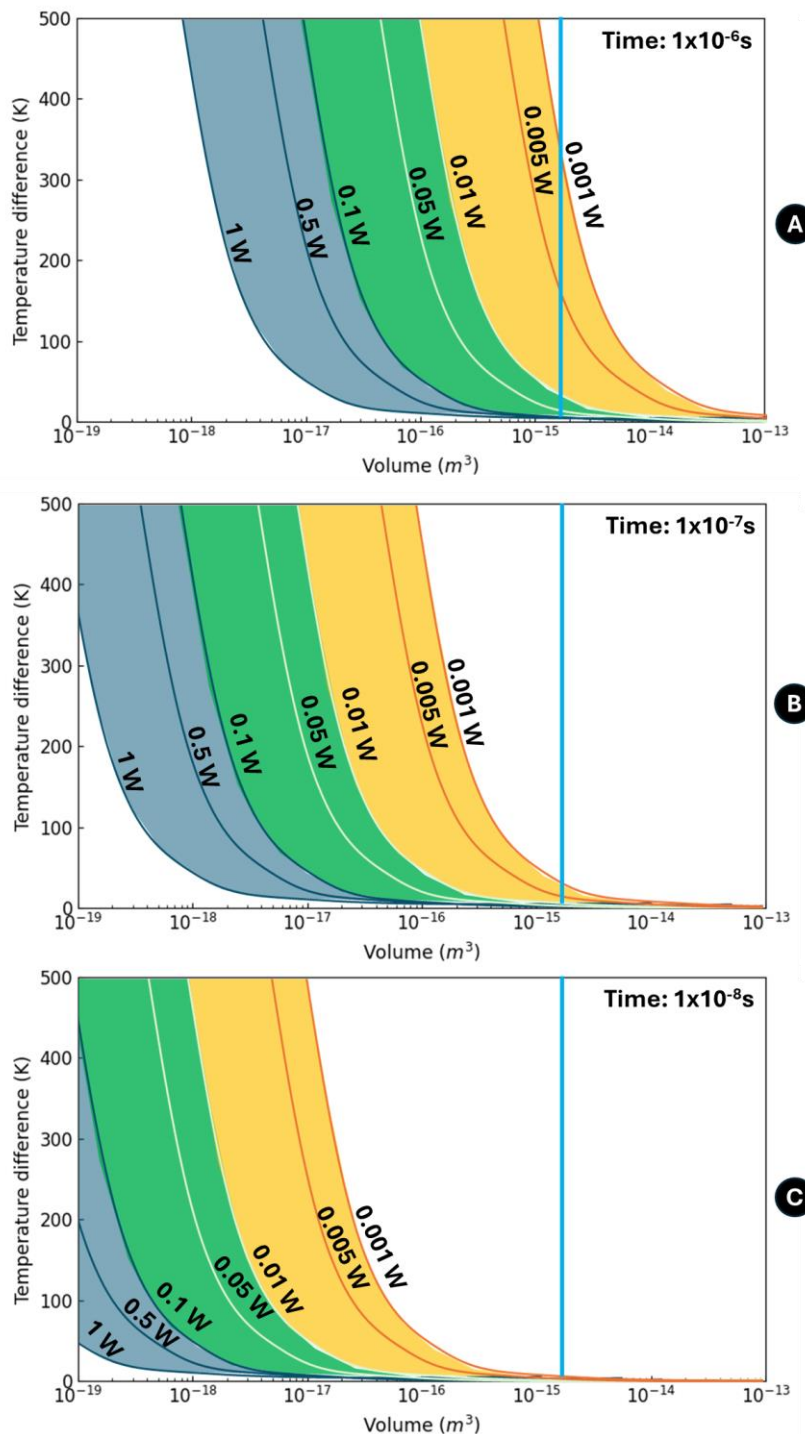 Time: 1x10⁻⁶s
500
400
300
200
100
0
Temperature difference (K)
1 W
0.5 W
0.1 W
0.05 W
0.01 W
0.005 W
0.001 W
A
10⁻¹⁹ 10⁻¹⁸ 10⁻¹⁷ 10⁻¹⁶ 10⁻¹⁵ 10⁻¹⁴ 10⁻¹³
Volume (m³)
Time: 1x10⁻⁷s
500
400
300
200
100
0
Temperature difference (K)
1 W
0.5 W
0.1 W
0.05 W
0.01 W
0.005 W
0.001 W
B
10⁻¹⁹ 10⁻¹⁸ 10⁻¹⁷ 10⁻¹⁶ 10⁻¹⁵ 10⁻¹⁴ 10⁻¹³
Volume (m³)
Time: 1x10⁻⁸s
500
400
300
200
100
0
Temperature difference (K)
1 W
0.5 W
0.1 W
0.05 W
0.01 W
0.005 W
0.001 W
C
10⁻¹⁹ 10⁻¹⁸ 10⁻¹⁷ 10⁻¹⁶ 10⁻¹⁵ 10⁻¹⁴ 10⁻¹³
Volume (m³)